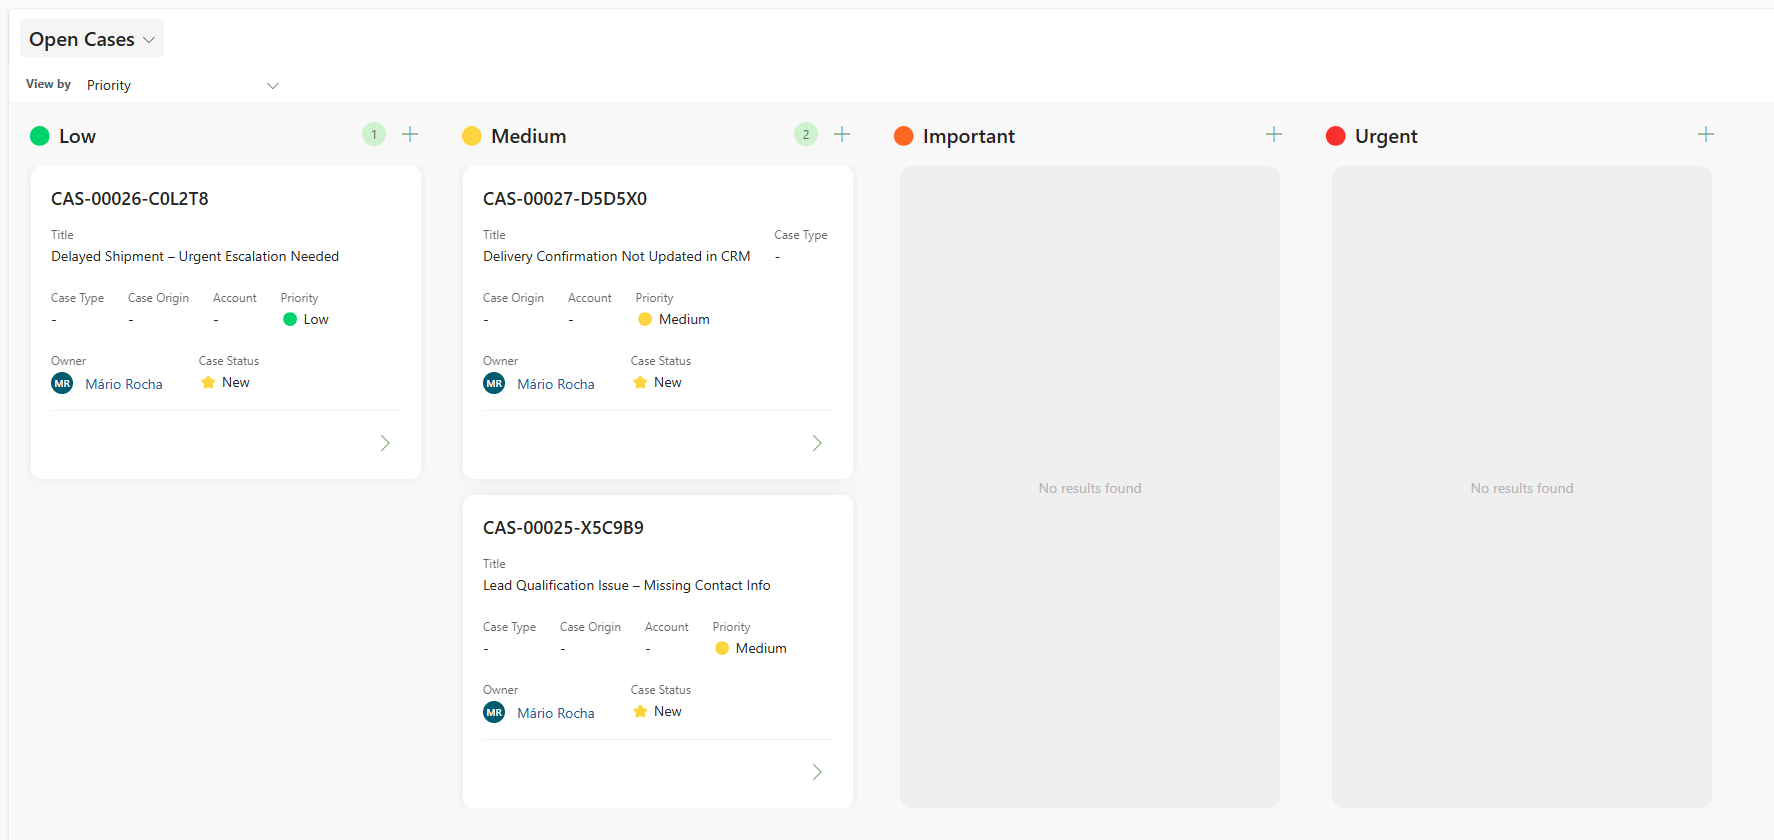 Open Cases
View by Priority
Low 1
CAS-00026-C0L2T8
Title
Delayed Shipment – Urgent Escalation Needed
Case Type Case Origin Account Priority
- - - Low
Owner Case Status
MR Mário Rocha New
Medium 2
CAS-00027-D5D5X0
Title Case Type
Delivery Confirmation Not Updated in CRM -
Case Origin Account Priority
- - Medium
Owner Case Status
MR Mário Rocha New
CAS-00025-X5C9B9
Title
Lead Qualification Issue – Missing Contact Info
Case Type Case Origin Account Priority
- - - Medium
Owner Case Status
MR Mário Rocha New
Important
No results found
Urgent
No results found